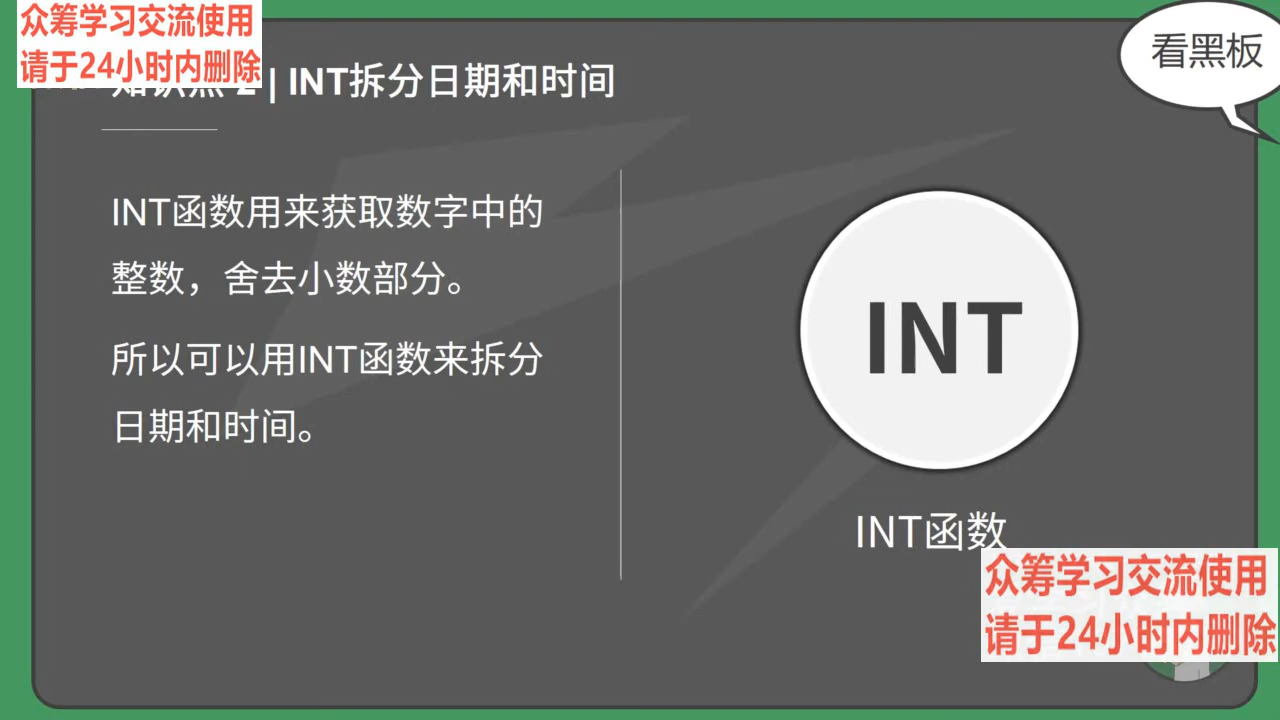 众筹学习交流使用
请于24小时内删除
| INT拆分日期和时间
看黑板
INT函数用来获取数字中的
整数，舍去小数部分。
所以可以用INT函数来拆分
日期和时间。
INT
INT函数
众筹学习交流使用
请于24小时内删除